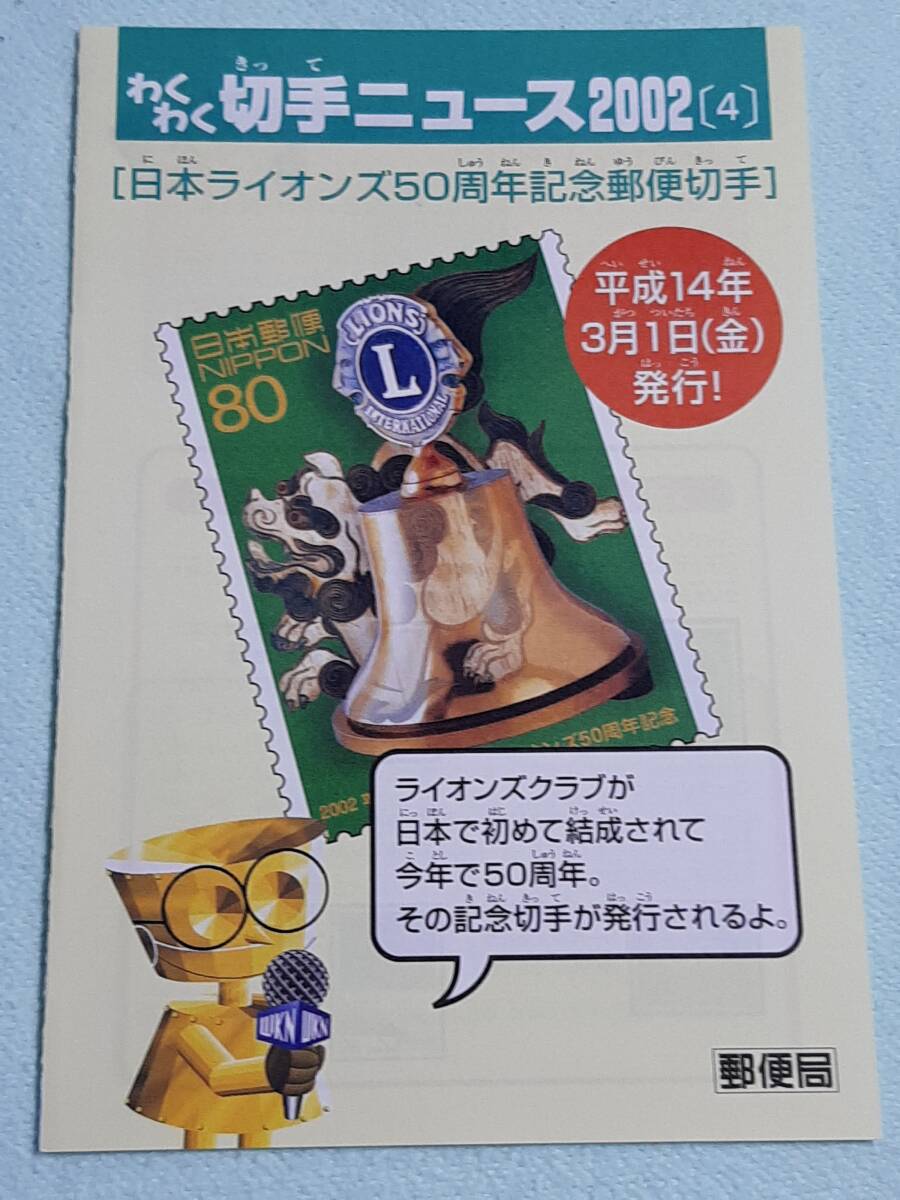 わくわく切手ニュース2002〔4〕
[日本ライオンズ50周年記念郵便切手]
平成14年
3月1日(金)
発行!
日本郵便
NIPPON
80
LIONS
L
INTERNATIONAL
ンズ50周年記念
2002
ライオンズクラブが
日本で初めて結成されて
今年で50周年。
その記念切手が発行されるよ。
WKN WKN
郵便局